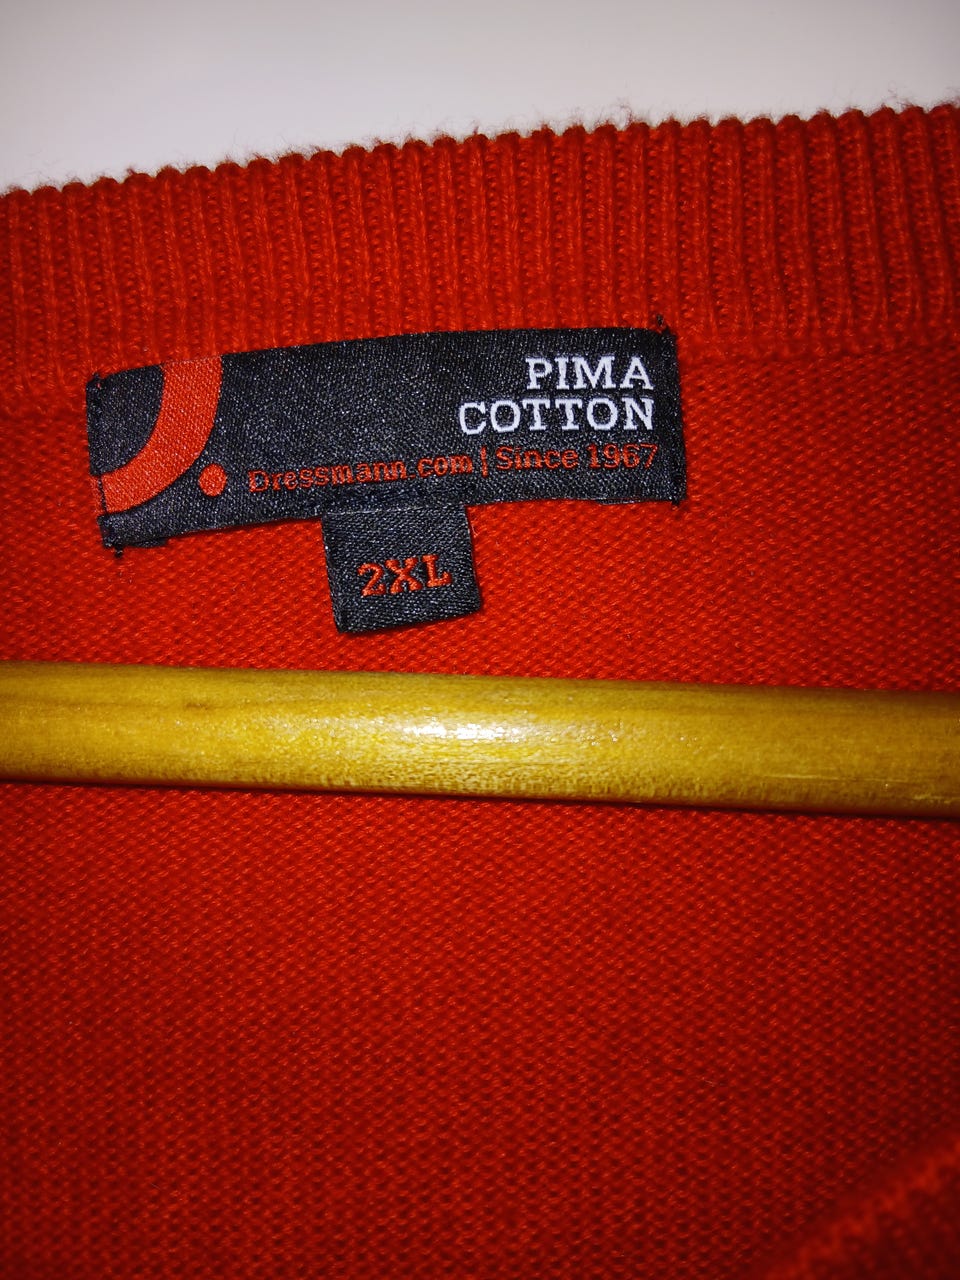 PIMA
COTTON
Dressmann.com | Since 1967
2XL